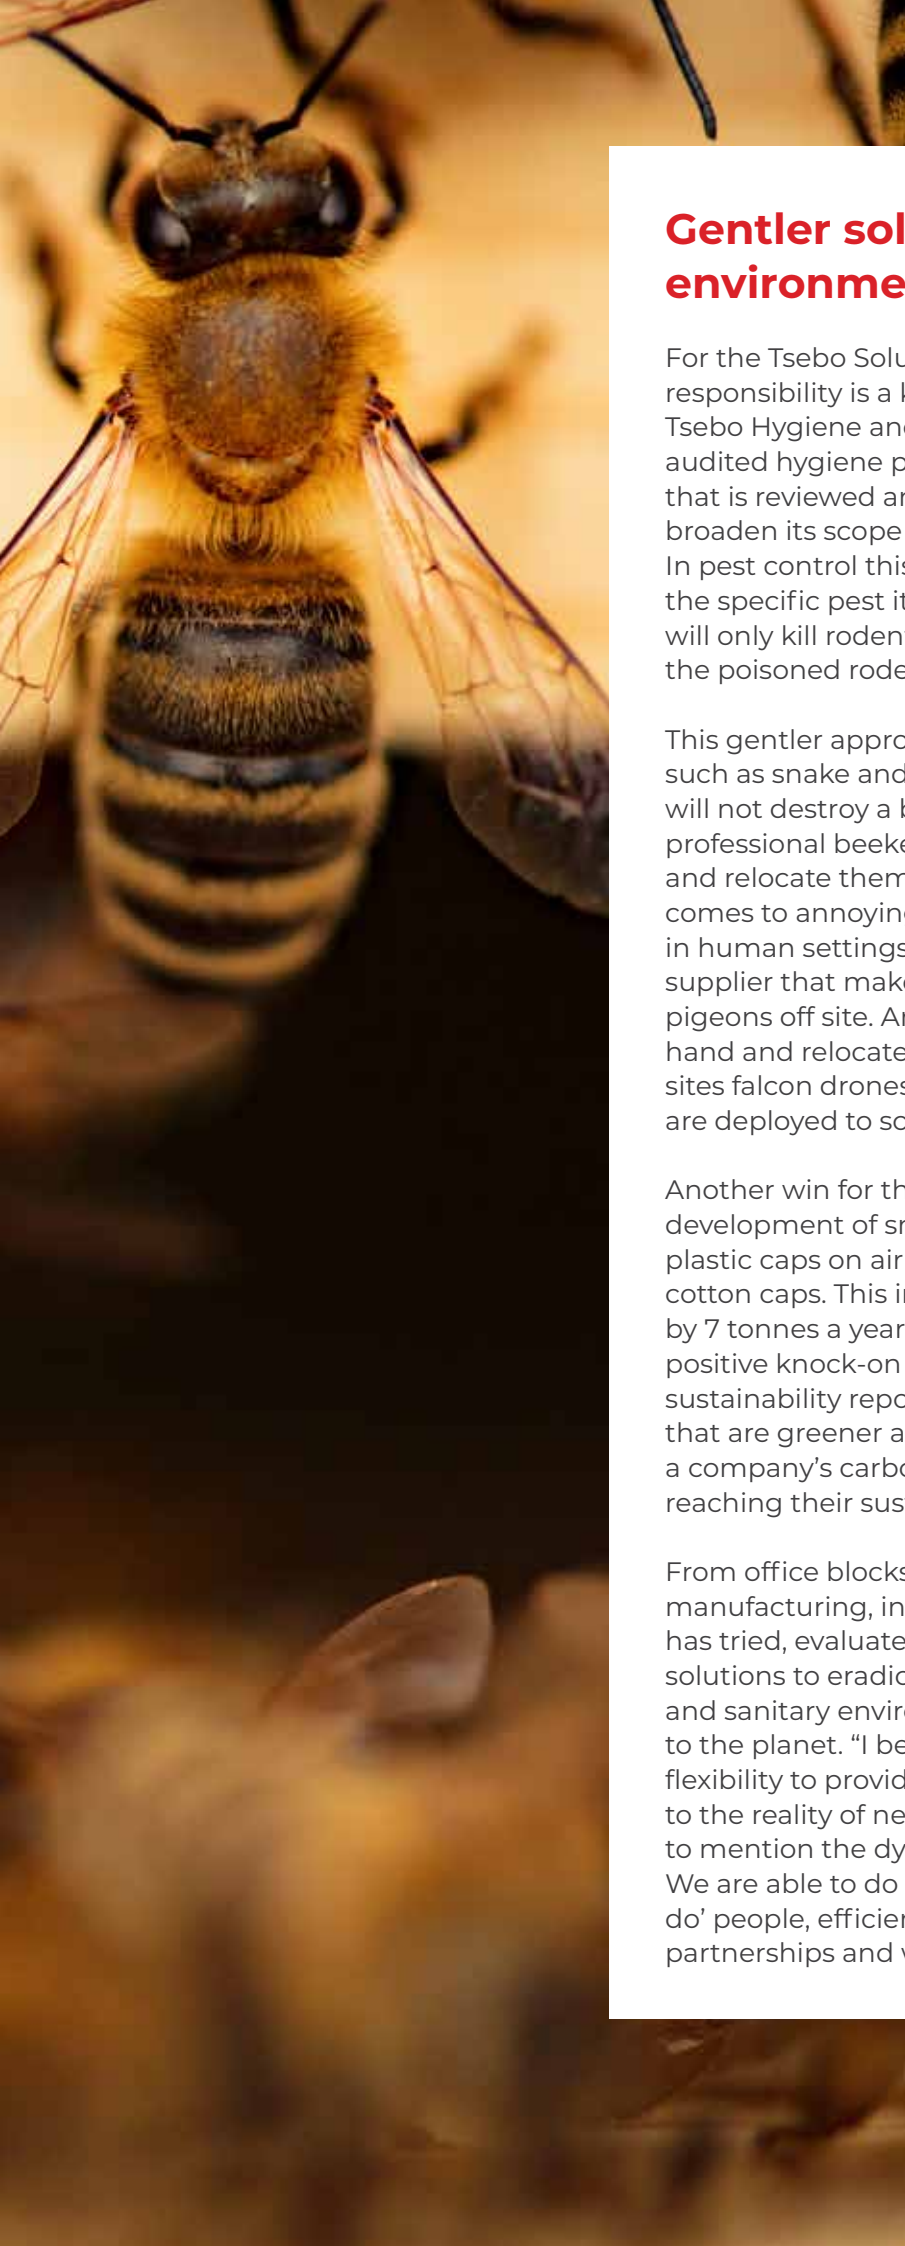 Gentler sol
environme
For the Tsebo Solu
responsibility is a k
Tsebo Hygiene and
audited hygiene p
that is reviewed an
broaden its scope
In pest control this
the specific pest it
will only kill rodent
the poisoned rode
This gentler appro
such as snake and
will not destroy a b
professional beeke
and relocate them
comes to annoying
in human settings
supplier that make
pigeons off site. An
hand and relocate
sites falcon drones
are deployed to sc
Another win for th
development of sm
plastic caps on air
cotton caps. This in
by 7 tonnes a year
positive knock-on
sustainability repo
that are greener a
a company’s carbo
reaching their sus
From office blocks
manufacturing, in
has tried, evaluate
solutions to eradic
and sanitary enviro
to the planet. “I be
flexibility to provid
to the reality of ne
to mention the dy
We are able to do
do’ people, efficien
partnerships and w